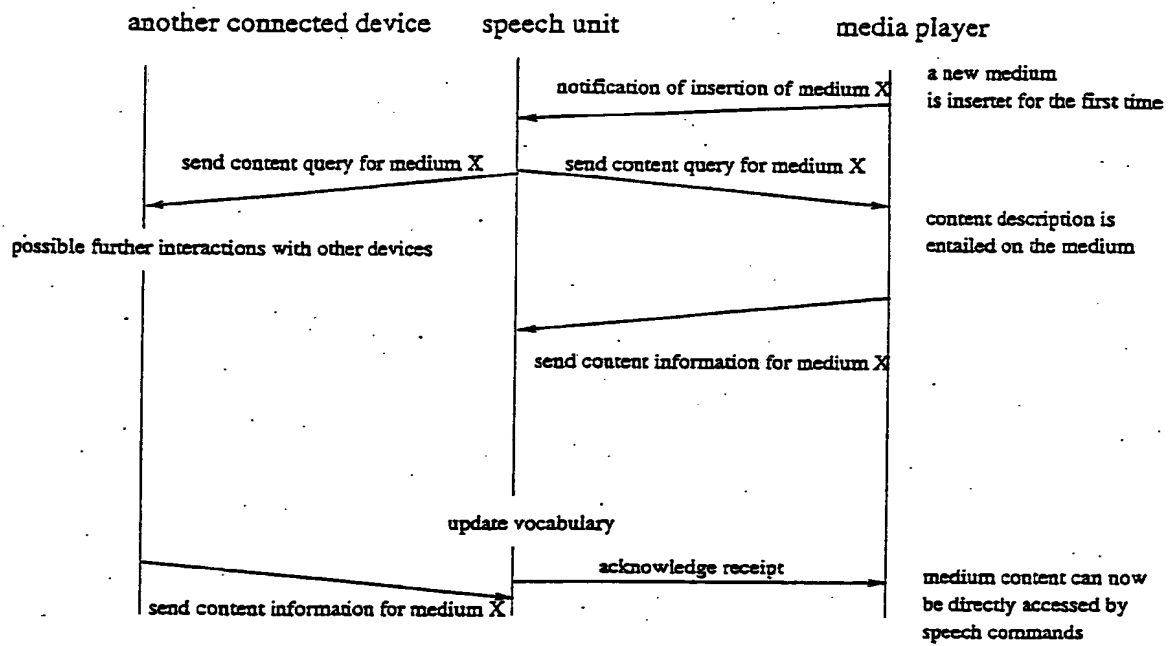 another connected device
speech unit
media player
notification of insertion of medium X
a new medium
is insertet for the first time
send content query for medium X
send content query for medium X
content description is
entailed on the medium
possible further interactions with other devices
send content information for medium X
update vocabulary
acknowledge receipt
send content information for medium X
medium content can now
be directly accessed by
speech commands